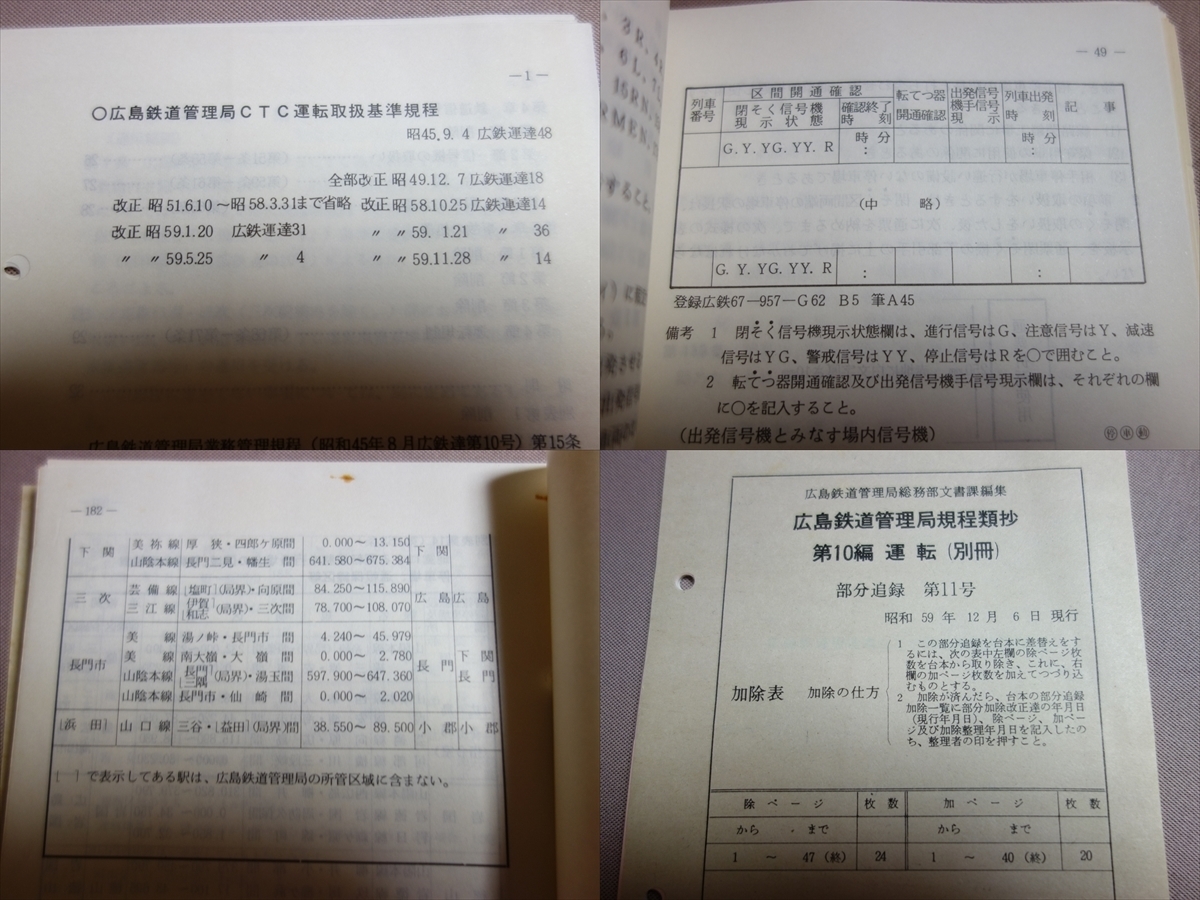 —1—
○広島鉄道管理局CTC運転取扱基準規程
昭45.9.4 広鉄運達48
全部改正 昭49.12.7 広鉄運達18
改正 昭51.6.10～昭58.3.31まで省略 改正 昭58.10.25 広鉄運達14
改正 昭59.1.20 広鉄運達31 〃 〃59.1.21 〃 36
〃 〃59.5.25 〃 4 〃 〃59.11.28 〃 14
広島鉄道管理局業務管理規程（昭和45年8月広鉄達第10号）第15条
—49—
列車番号 区間開通確認 転てつ器開通確認 出発信号機手信号現示 列車出発時刻 記事
閉そく信号機現示状態 確認終了時刻
G.Y.YG.YY.R 時分 : 時分 :
（中 略）
G.Y.YG.YY.R : :
登録広鉄67—957—G62 B5 筆A45
備考 1 閉そく信号機現示状態欄は、進行信号はG、注意信号はY、減速
信号はYG、警戒信号はYY、停止信号はRを○で囲むこと。
2 転てつ器開通確認及び出発信号機手信号現示欄は、それぞれの欄
に○を記入すること。
（出発信号機とみなす場内信号機）
—182—
下関 美祢線 厚狭・四郎ケ原間 0.000～13.150 下関
山陰本線 長門二見・幡生間 641.580～675.384
三次 芸備線 [塩町](局界)・向原間 84.250～115.890 広島 広島
三江線 [伊賀和志](局界)・三次間 78.700～108.070
長門市 美線 湯ノ峠・長門市間 4.240～45.979 長門 下関 長門
美線 南大嶺・大嶺間 0.000～2.780
山陰本線 [長門三隅](局界)・湯玉間 597.900～647.360
山陰本線 長門市・仙崎間 0.000～2.020
[浜田] 山口線 三谷・[益田](局界)間 38.550～89.500 小郡 小郡
[―]で表示してある駅は、広島鉄道管理局の所管区域に含まない。
広島鉄道管理局総務部文書課編集
広島鉄道管理局規程類抄
第10編 運転(別冊)
部分追録 第11号
昭和59年12月6日現行
加除表 加除の仕方
1 この部分追録を台本に差替えをす
るには、次の表中左欄の除ページ枚
数を台本から取り除き、これに、右
欄の加ページ枚数を加えてつづり込
むものとする。
2 加除が済んだら、台本の部分追録
加除一覧に部分加除改正達の年月日
（現行年月日）、除ページ、加ペー
ジ及び加除整理年月日を記入したの
ち、整理者の印を押すこと。
除ページ 枚数 加ページ 枚数
から まで から まで
1 ～ 47（終） 24 1 ～ 40（終） 20